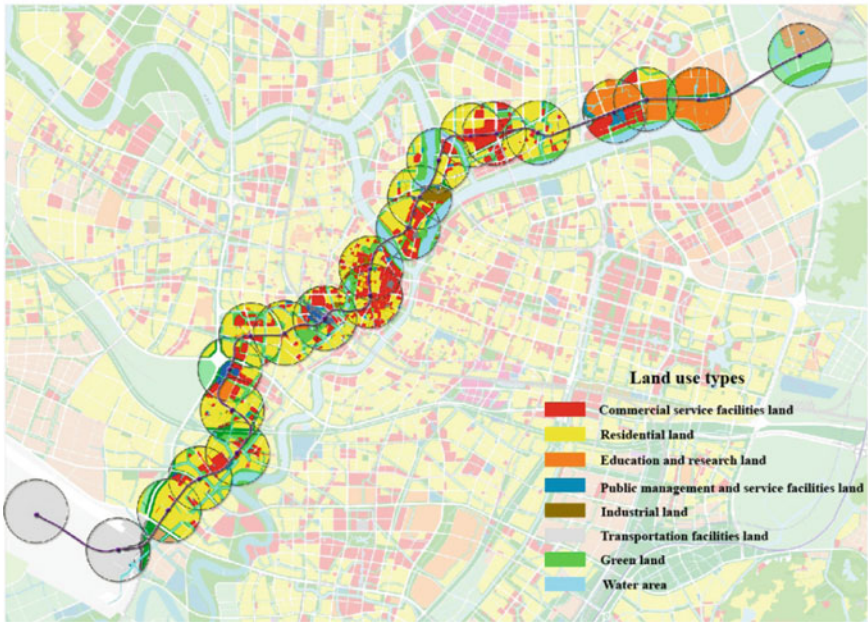 Land use types
Commercial service facilities land
Residential land
Education and research land
Public management and service facilities land
Industrial land
Transportation facilities land
Green land
Water area